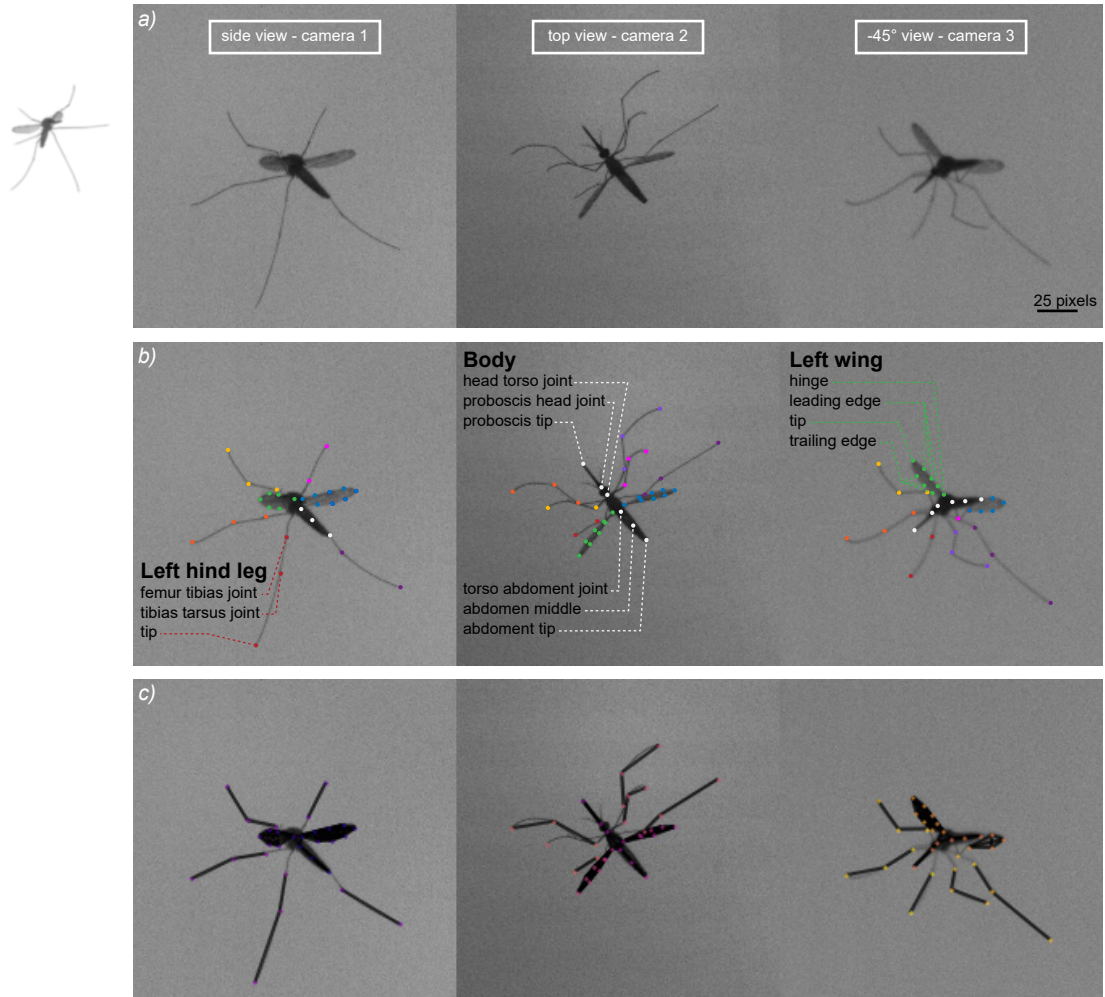 a)
side view - camera 1
top view - camera 2
-45° view - camera 3
25 pixels
b)
Left hind leg
femur tibias joint
tibias tarsus joint
tip
Body
head torso joint
proboscis head joint
proboscis tip
torso abdoment joint
abdomen middle
abdoment tip
Left wing
hinge
leading edge
tip
trailing edge
c)